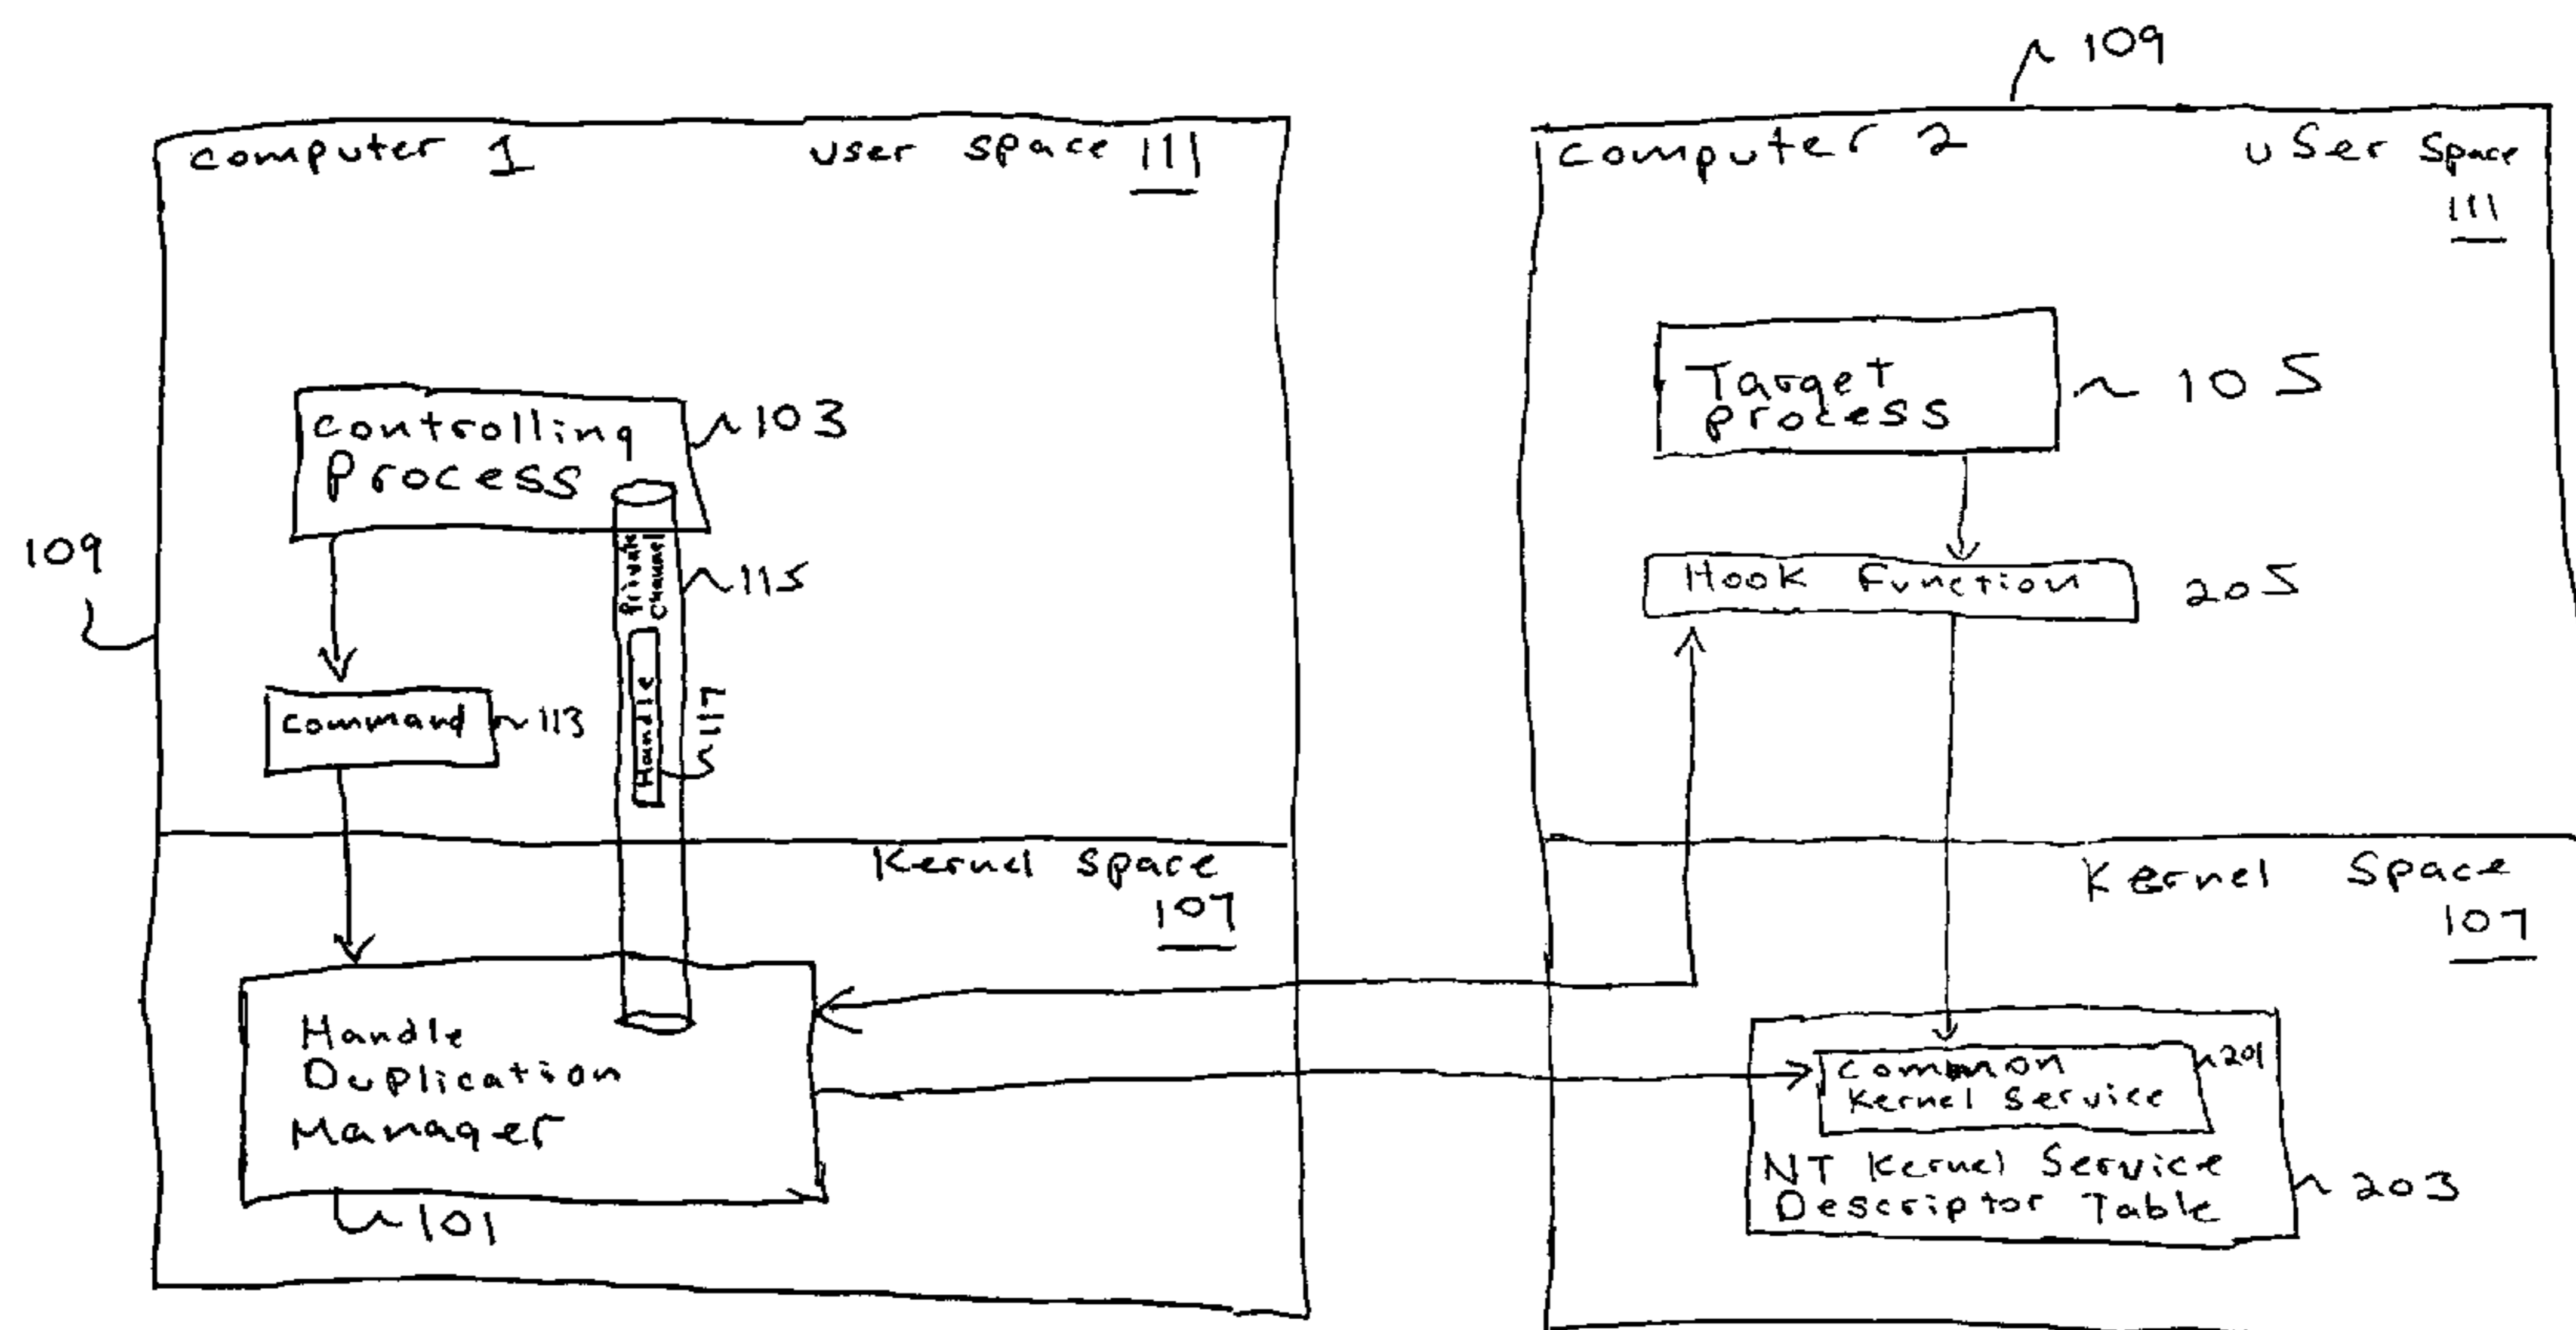 109
computer 1 user space 111
computer 2 user space
111
controlling
Process
103
Target
process
105
109
Private
Channel
115
Hook Function 205
command 113
Handle
117
Kernel Space
107
Kernel Space
107
Handle
Duplication
Manager
101
common
Kernel Service
201
NT Kernel Service
Descriptor Table
203